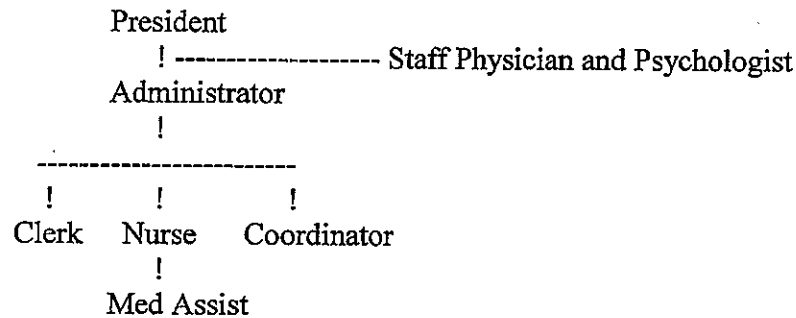 President
! ------------------- Staff Physician and Psychologist
Administrator
!
------------------------
! ! !
Clerk Nurse Coordinator
!
Med Assist